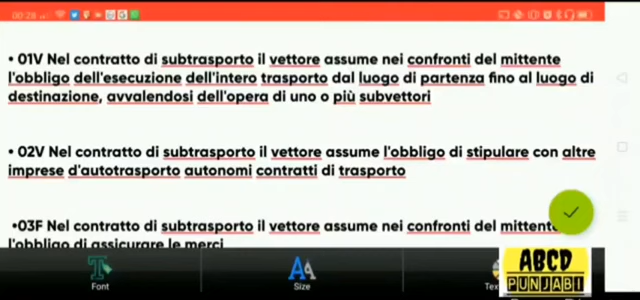 00:28
• 01V Nel contratto di subtrasporto il vettore assume nei confronti del mittente
l'obbligo dell'esecuzione dell'intero trasporto dal luogo di partenza fino al luogo di
destinazione, avvalendosi dell'opera di uno o più subvettori
• 02V Nel contratto di subtrasporto il vettore assume l'obbligo di stipulare con altre
imprese d'autotrasporto autonomi contratti di trasporto
•03F Nel contratto di subtrasporto il vettore assume nei confronti del mittente
l'obbligo di assicurare le merci
Font
Size
Tex
ABCD
PUNJABI